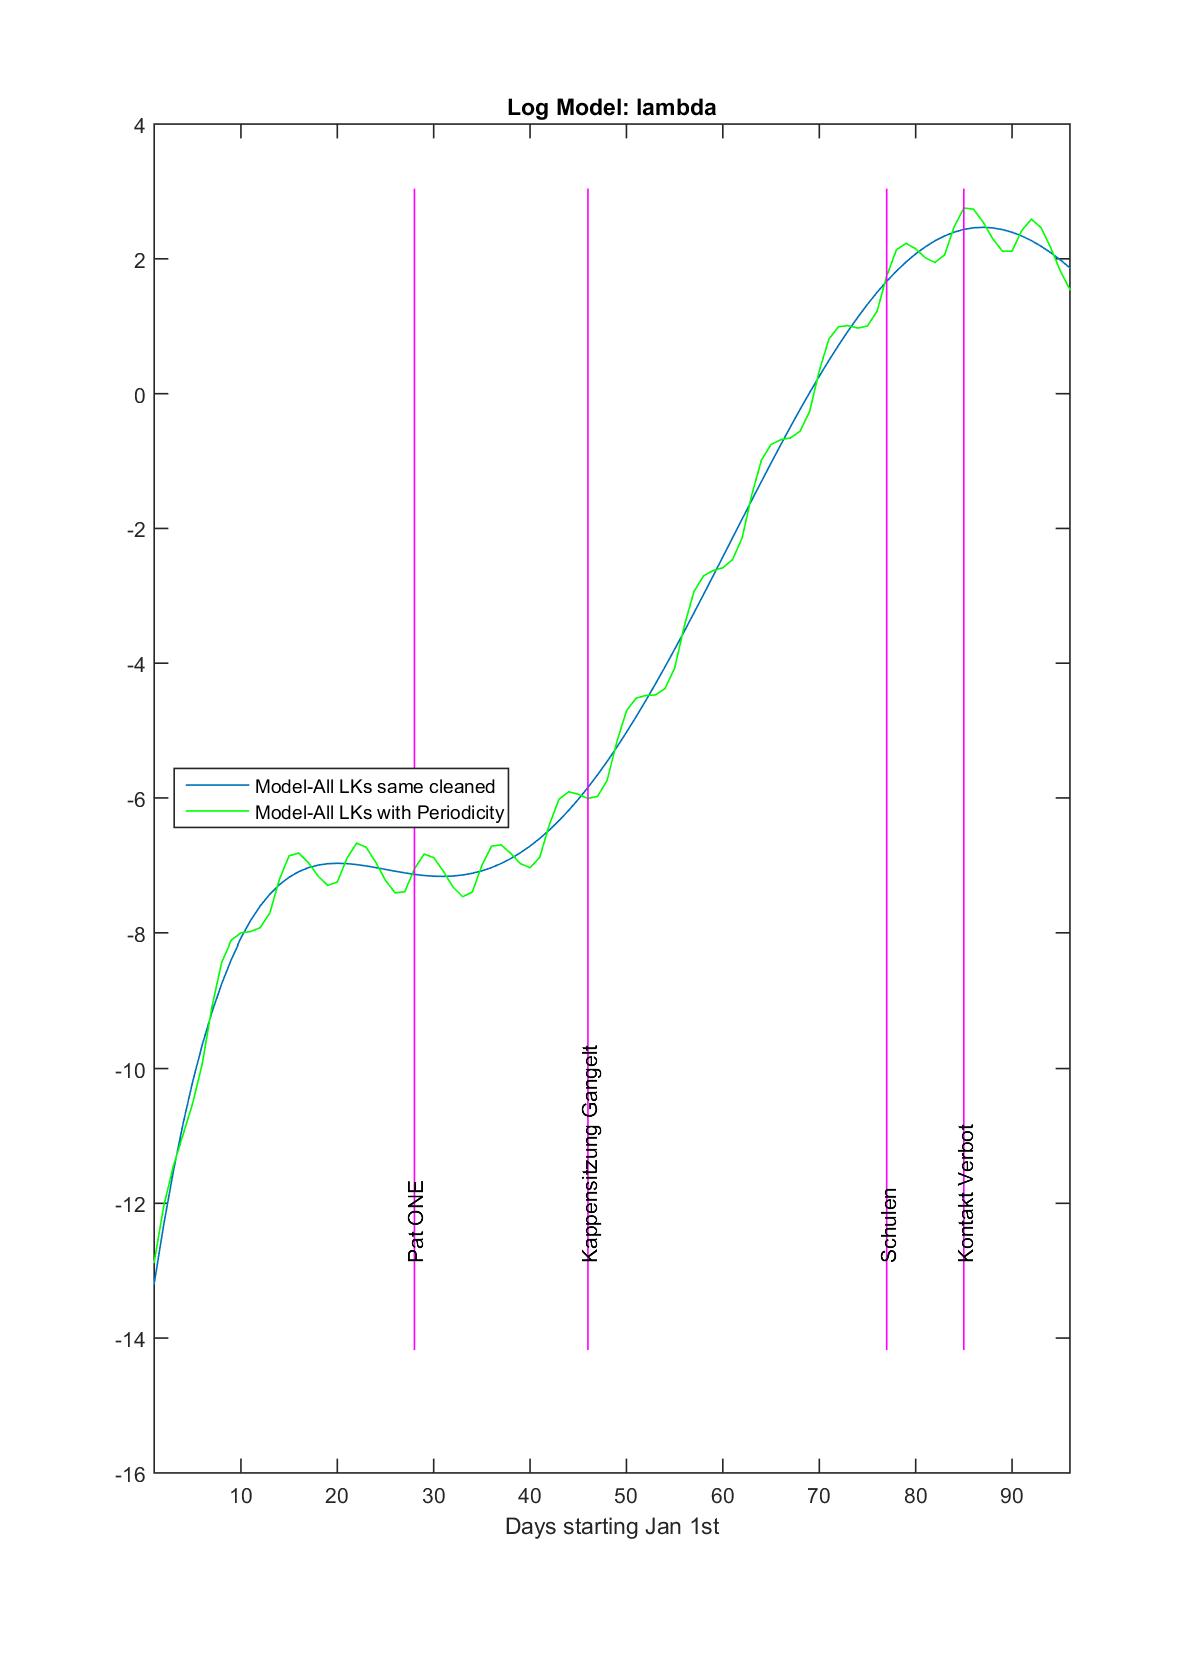 Log Model: lambda
4
2
0
-2
-4
-6
-8
-10
-12
-14
-16
Model-All LKs same cleaned
Model-All LKs with Periodicity
Pat ONE
Kappensitzung Gangelt
Schulen
Kontakt Verbot
10 20 30 40 50 60 70 80 90
Days starting Jan 1st